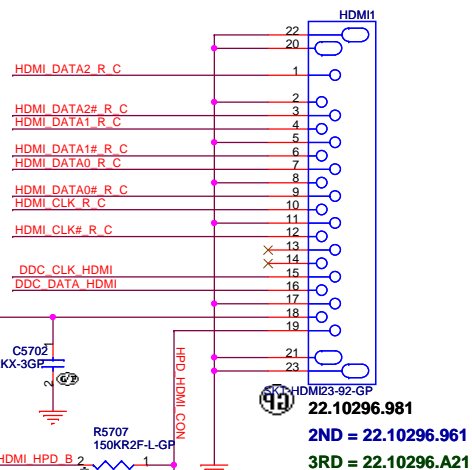 HDMI1
22
20
HDMI_DATA2_R_C 1
2
HDMI_DATA2#_R_C 3
HDMI_DATA1_R_C 4
5
HDMI_DATA1#_R_C 6
HDMI_DATA0_R_C 7
8
HDMI_DATA0#_R_C 9
HDMI_CLK_R_C 10
11
HDMI_CLK#_R_C 12
13
14
DDC_CLK_HDMI 15
DDC_DATA_HDMI 16
17
18
19
1
C5702
KX-3GP
2
HPD_HDMI_CON
21
23
SKT-HDMI23-92-GP
22.10296.981
2ND = 22.10296.961
3RD = 22.10296.A21
R5707
150KR2F-L-GP
HDMI_HPD_B 2 1